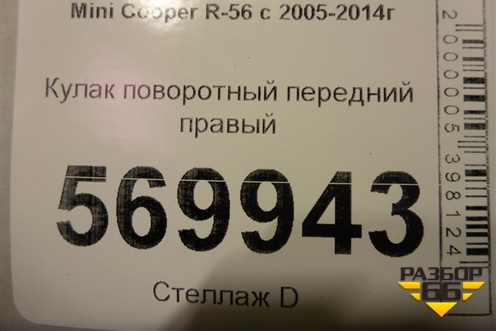 Mini Cooper R-56 с 2005-2014г
Кулак поворотный передний
правый
569943
Стеллаж D
2000005398124
РАЗБОР
66